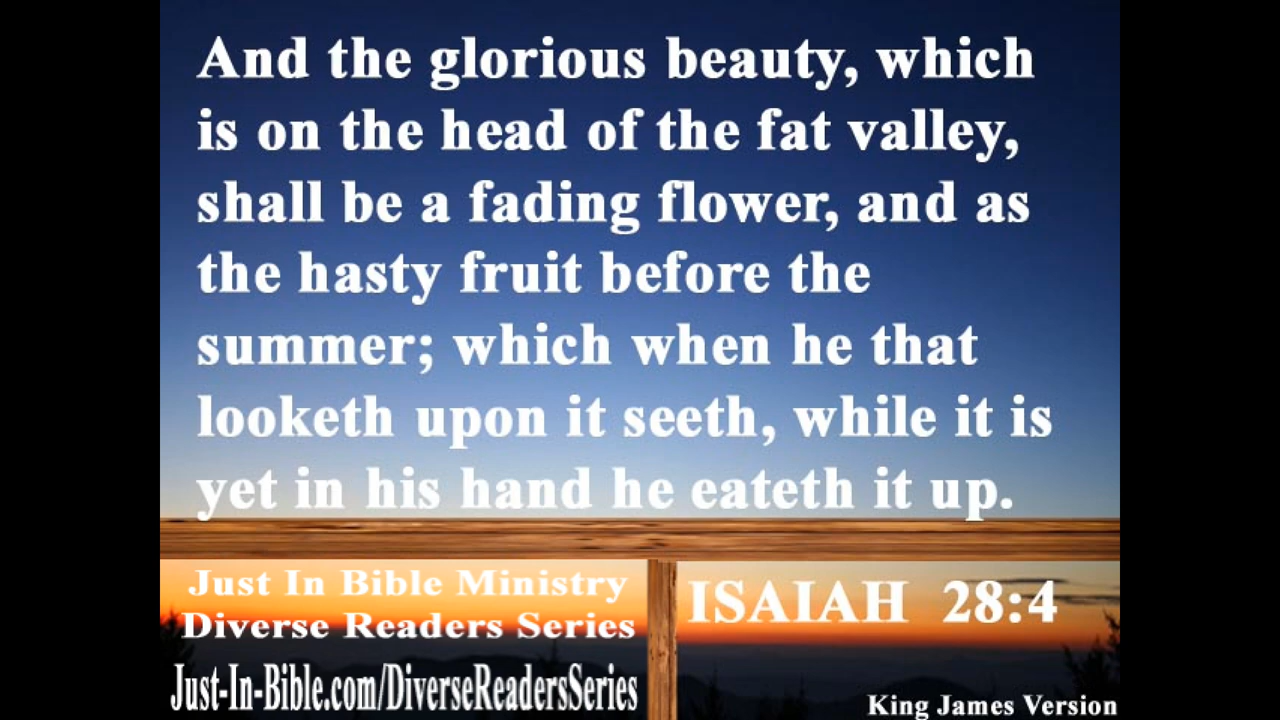 And the glorious beauty, which
is on the head of the fat valley,
shall be a fading flower, and as
the hasty fruit before the
summer; which when he that
looketh upon it seeth, while it is
yet in his hand he eateth it up.
Just In Bible Ministry
Diverse Readers Series
Just-In-Bible.com/DiverseReadersSeries
ISAIAH 28:4
King James Version